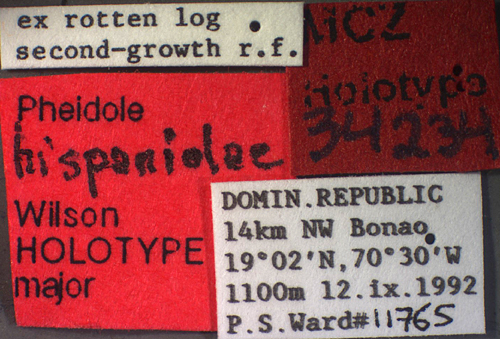 ex rotten log
second-growth r.f.
MCZ
Holotype
34234
Pheidole
hispaniolae
Wilson
HOLOTYPE
major
DOMIN.REPUBLIC
14km NW Bonao
19°02'N,70°30'W
1100m 12.ix.1992
P.S.Ward#11765